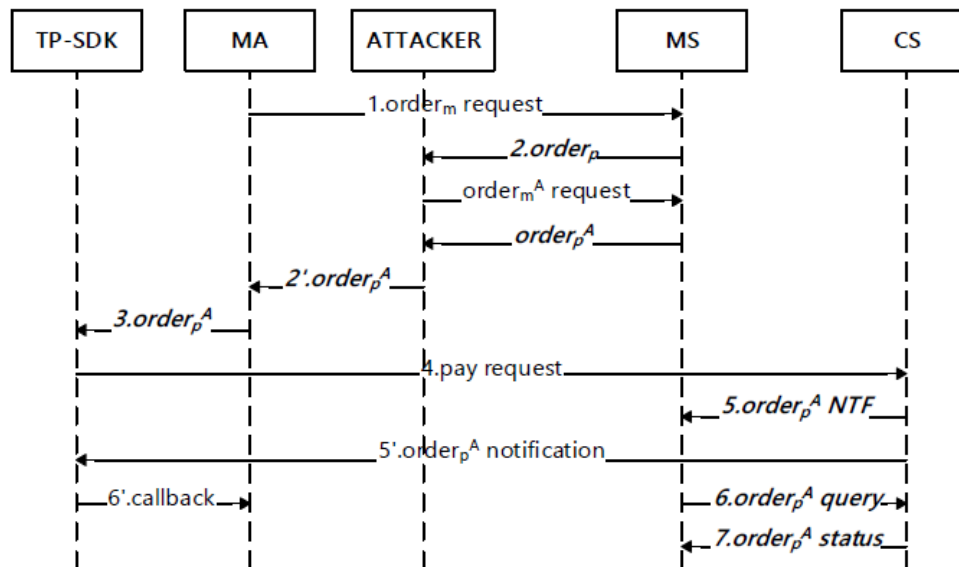 TP-SDK MA ATTACKER MS CS
1.orderₘ request
2.orderₚ
orderₘᴬ request
orderₚᴬ
2'.orderₚᴬ
3.orderₚᴬ
4.pay request
5.orderₚᴬ NTF
5'.orderₚᴬ notification
6'.callback 6.orderₚᴬ query
7.orderₚᴬ status